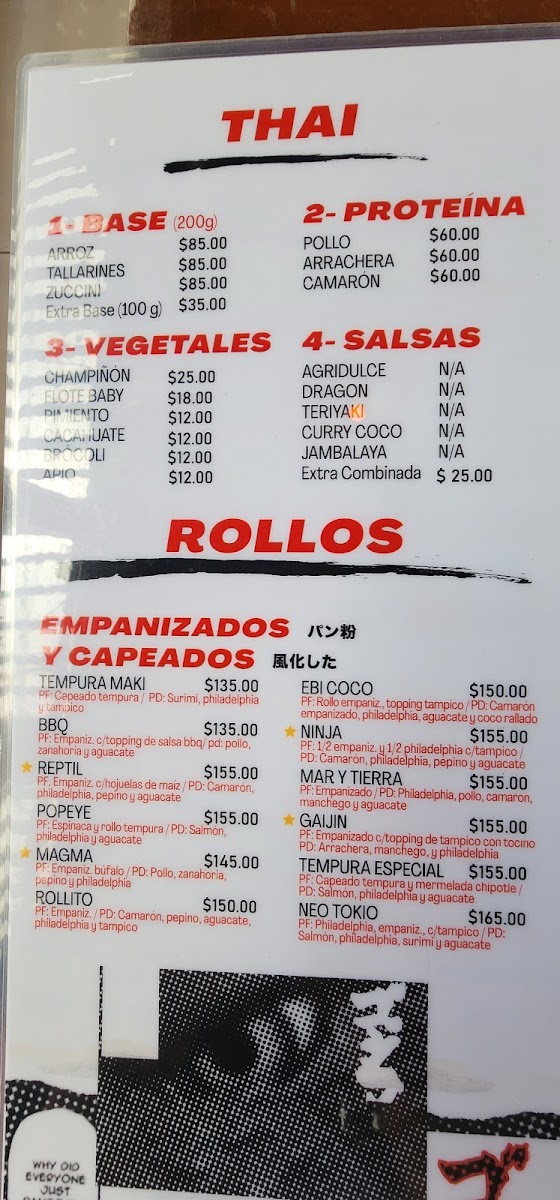 THAI
1- BASE (200g)
ARROZ $85.00
TALLARINES $85.00
ZUCCINI $85.00
Extra Base (100 g) $35.00
2- PROTEÍNA
POLLO $60.00
ARRACHERA $60.00
CAMARÓN $60.00
3- VEGETALES
CHAMPIÑÓN $25.00
ELOTE BABY $18.00
PIMIENTO $12.00
CACAHUATE $12.00
BRÓCOLI $12.00
APIO $12.00
4- SALSAS
AGRIDULCE N/A
DRAGON N/A
TERIYAKI N/A
CURRY COCO N/A
JAMBALAYA N/A
Extra Combinada $ 25.00
ROLLOS
EMPANIZADOS パン粉
Y CAPEADOS 風化した
TEMPURA MAKI $135.00
PF: Capeado tempura / PD: Surimi, philadelphia
y tampico
BBQ $135.00
PF: Empaniz. c/topping de salsa bbq/ pd: pollo,
zanahoria y aguacate
REPTIL $155.00
PF. Empaniz. c/hojuelas de maíz / PD: Camaron,
philadelphia, pepino y aguacate
POPEYE $155.00
PF: Espinaca y rollo tempura / PD: Salmón,
philadelphia y aguacate
MAGMA $145.00
PF: Empaniz. búfalo / PD: Pollo, zanahoria,
pepino y philadelphia
ROLLITO $150.00
PF: Empaniz. / PD: Camarón, pepino, aguacate,
philadelphia y tampico
EBI COCO $150.00
PF: Rollo empaniz., topping tampico / PD: Camarón
empanizado, philadelphia, aguacate y coco rallado
NINJA $155.00
PF: 1/2 empaniz. y 1/2 philadelphia c/tampico /
PD: Camarón, philadelphia, pepino y aguacate
MAR Y TIERRA $155.00
PF: Empanizado / PD: Philadelphia, pollo, camaron,
manchego y aguacate
GAIJIN $155.00
PF: Empanizado c/topping de tampico con tocino
PD: Arrachera, manchego, y philadelphia
TEMPURA ESPECIAL $155.00
PF: Capeado tempura y mermelada chipotle /
PD: Salmón, philadelphia y aguacate
NEO TOKIO $165.00
PF: Philadelphia, empaniz., c/tampico / PD:
Salmón, philadelphia, surimi y aguacate
WHY DID
EVERYONE
JUST